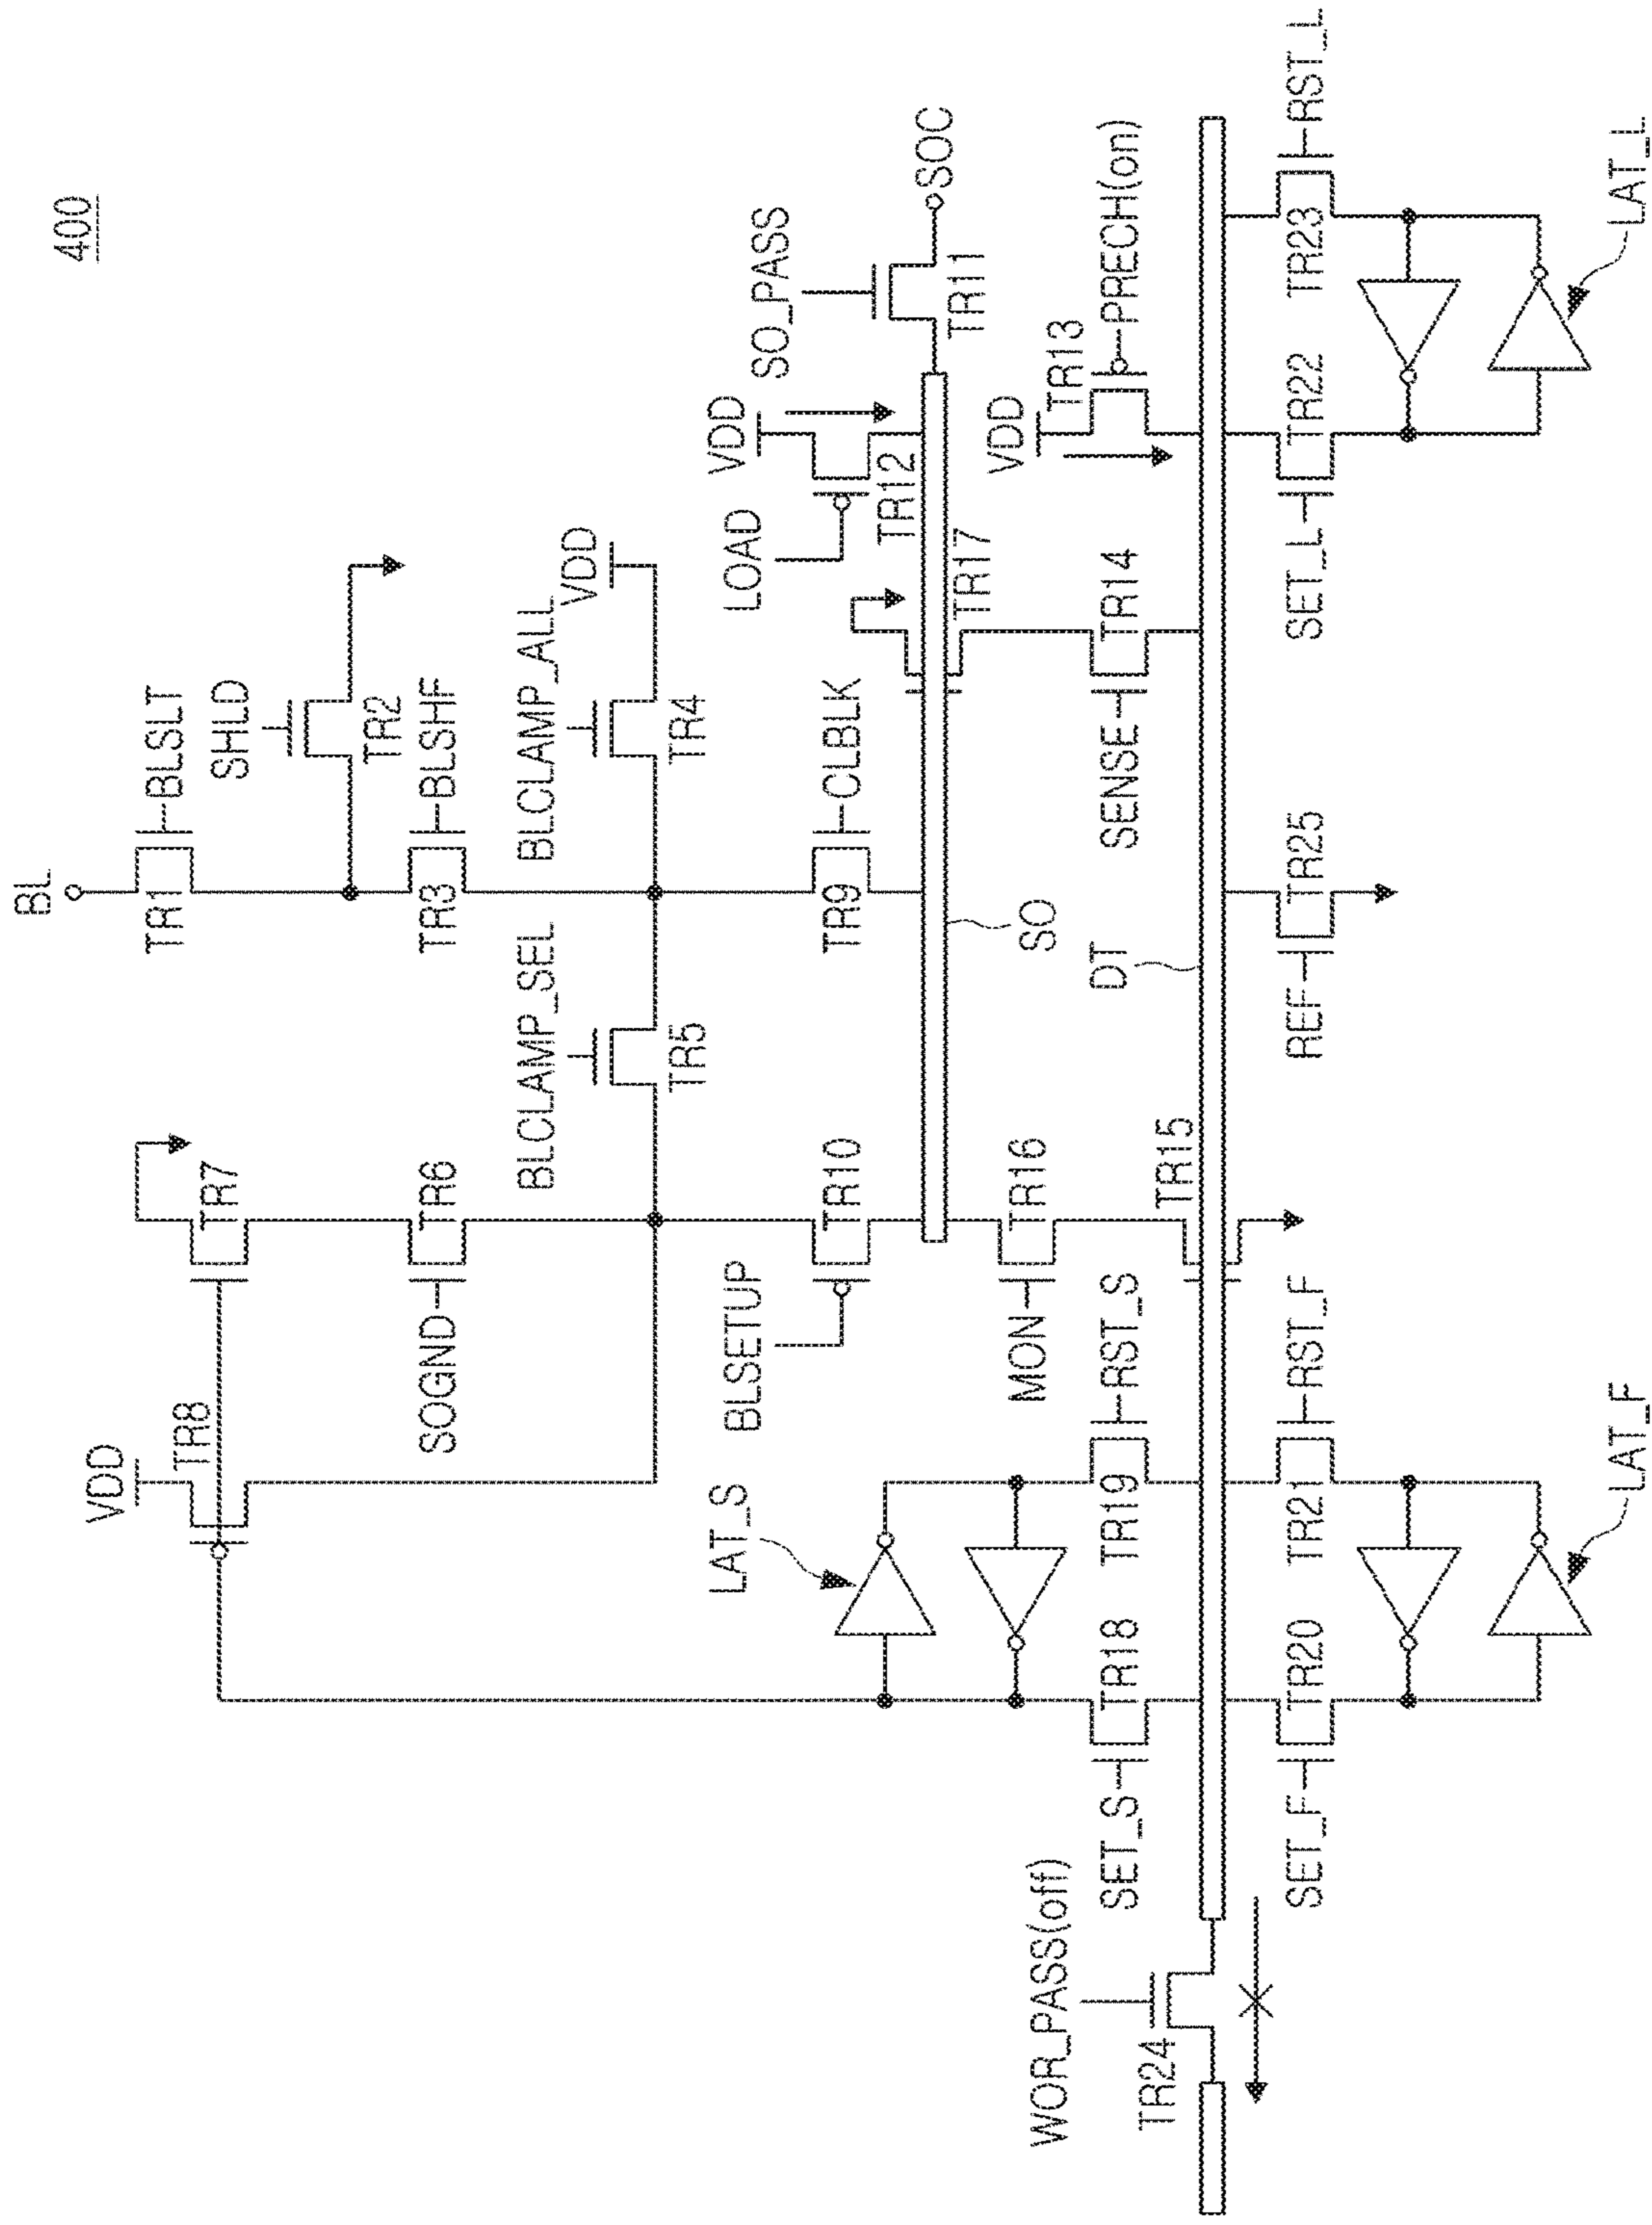 400
BL
TR1
BLSLT
SHLD
TR2
TR3
BLSHF
BLCLAMP_ALL
VDD
TR4
BLCLAMP_SEL
TR5
TR7
TR6
SOGND
VDD
TR8
BLSETUP
TR10
TR9
CLBLK
LOAD
VDD
TR12
SO_PASS
TR11
SOC
SO
TR17
MON
TR16
TR15
DT
SENSE
TR14
VDD
TR13
PRECH(on)
LAT_S
SET_S
TR18
TR19
RST_S
WOR_PASS(off)
TR24
SET_F
TR20
TR21
RST_F
LAT_F
REF
TR25
SET_L
TR22
TR23
RST_L
LAT_L